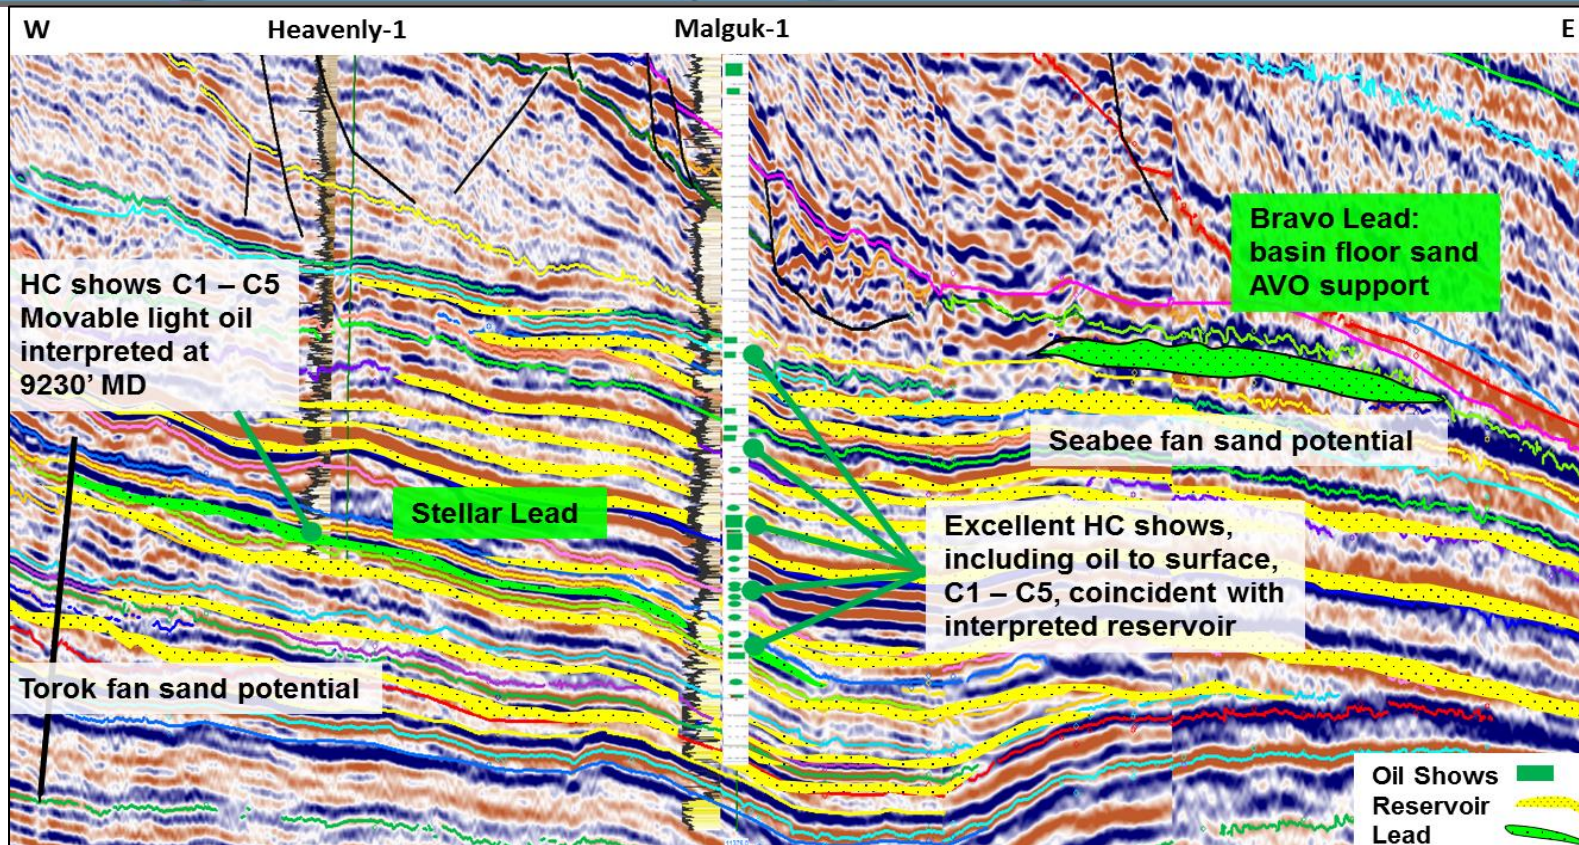 W
Heavenly-1
Malguk-1
E
Bravo Lead:
basin floor sand
AVO support
HC shows C1 – C5
Movable light oil
interpreted at
9230’ MD
Seabee fan sand potential
Stellar Lead
Excellent HC shows,
including oil to surface,
C1 – C5, coincident with
interpreted reservoir
Torok fan sand potential
Oil Shows
Reservoir
Lead